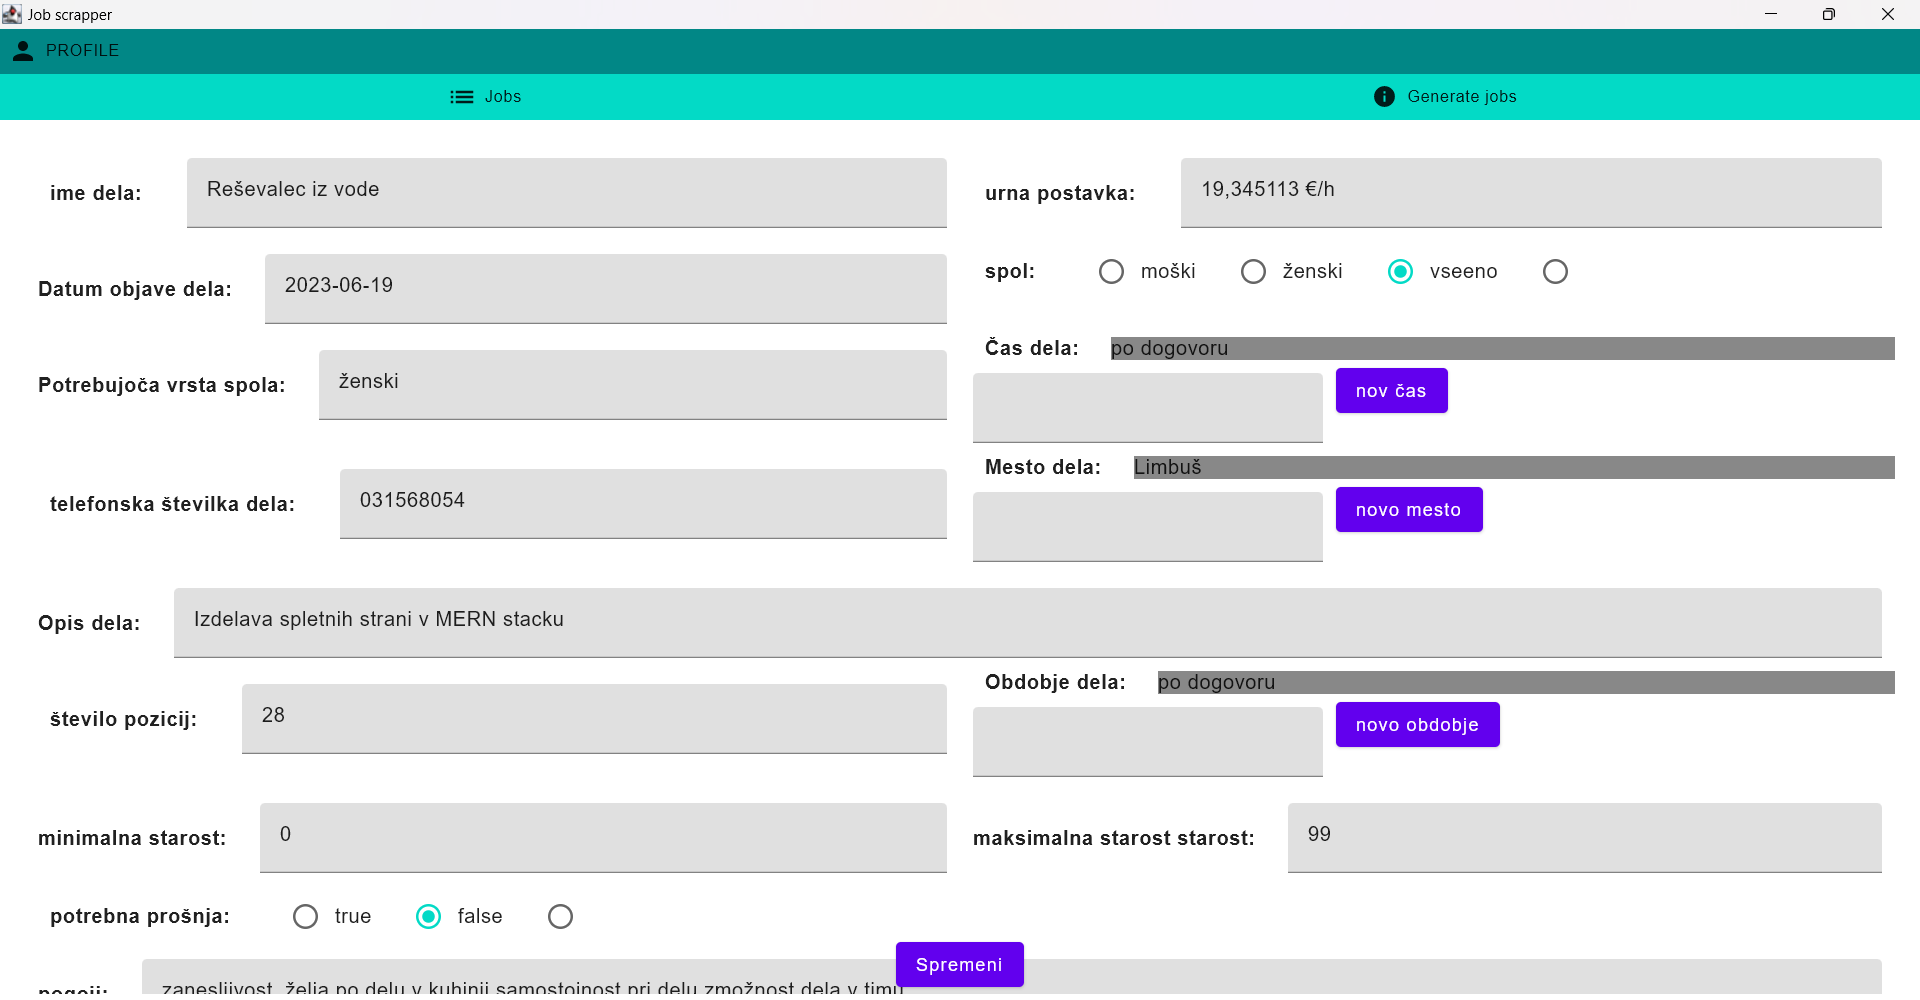 Job scrapper
PROFILE
Jobs
Generate jobs
ime dela:
Reševalec iz vode
urna postavka:
19,345113 €/h
Datum objave dela:
2023-06-19
spol:
moški
ženski
vseeno
Potrebujoča vrsta spola:
ženski
Čas dela:
po dogovoru
nov čas
telefonska številka dela:
031568054
Mesto dela:
Limbuš
novo mesto
Opis dela:
Izdelava spletnih strani v MERN stacku
število pozicij:
28
Obdobje dela:
po dogovoru
novo obdobje
minimalna starost:
0
maksimalna starost starost:
99
potrebna prošnja:
true
false
Spremeni
pogoji:
zanesljivost, želja po delu v kuhinji samostojnost pri delu zmožnost dela v timu